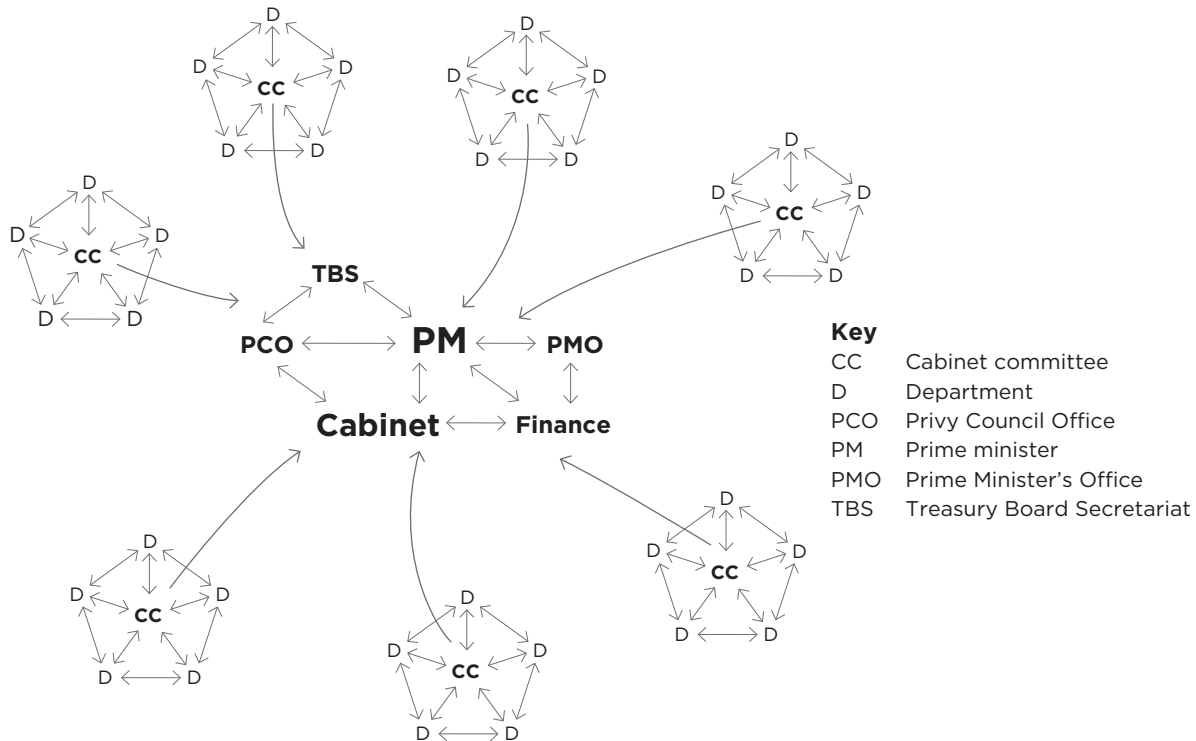 D
D D
CC
D D
D
D D
CC
D D
D
D D
CC
D D
D
D D
CC
D D
TBS
PCO PM PMO
Cabinet Finance
Key
CC Cabinet committee
D Department
PCO Privy Council Office
PM Prime minister
PMO Prime Minister's Office
TBS Treasury Board Secretariat
D
D D
CC
D D
D
D D
CC
D D
D
D D
CC
D D